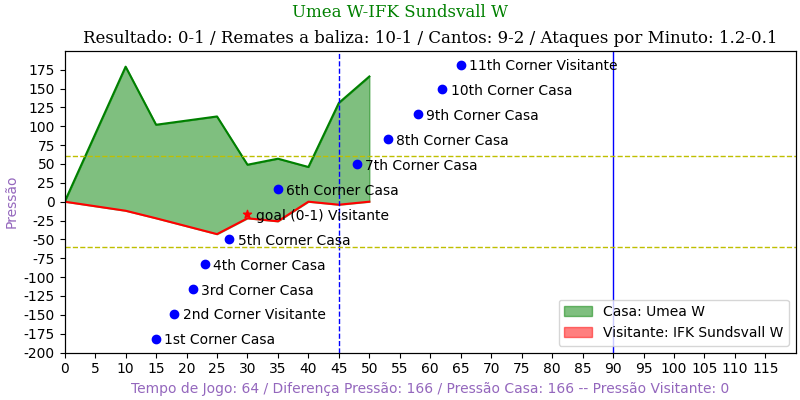 Umea W-IFK Sundsvall W
Resultado: 0-1 / Remates a baliza: 10-1 / Cantos: 9-2 / Ataques por Minuto: 1.2-0.1
Pressão
175
150
125
100
75
50
25
0
-25
-50
-75
-100
-125
-150
-175
-200
11th Corner Visitante
10th Corner Casa
9th Corner Casa
8th Corner Casa
7th Corner Casa
6th Corner Casa
goal (0-1) Visitante
5th Corner Casa
4th Corner Casa
3rd Corner Casa
2nd Corner Visitante
1st Corner Casa
Casa: Umea W
Visitante: IFK Sundsvall W
0 5 10 15 20 25 30 35 40 45 50 55 60 65 70 75 80 85 90 95 100 105 110 115
Tempo de Jogo: 64 / Diferença Pressão: 166 / Pressão Casa: 166 -- Pressão Visitante: 0